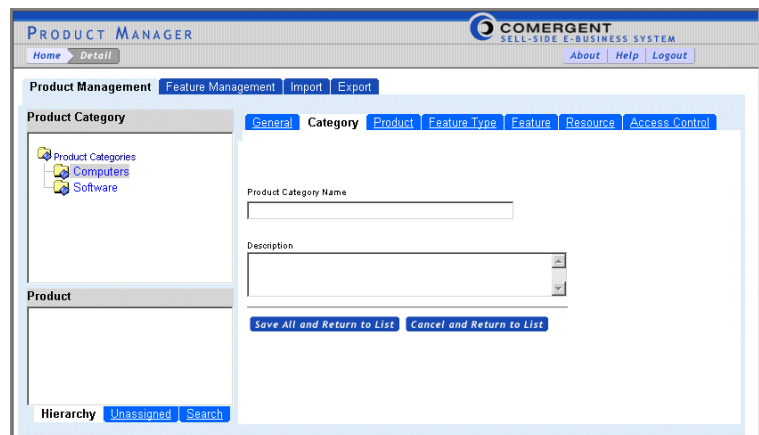 PRODUCT MANAGER
COMERGENT
SELL-SIDE E-BUSINESS SYSTEM
Home Detail
About Help Logout
Product Management Feature Management Import Export
Product Category
General Category Product Feature Type Feature Resource Access Control
Product Categories
Computers
Software
Product Category Name
Description
Product
Save All and Return to List Cancel and Return to List
Hierarchy Unassigned Search